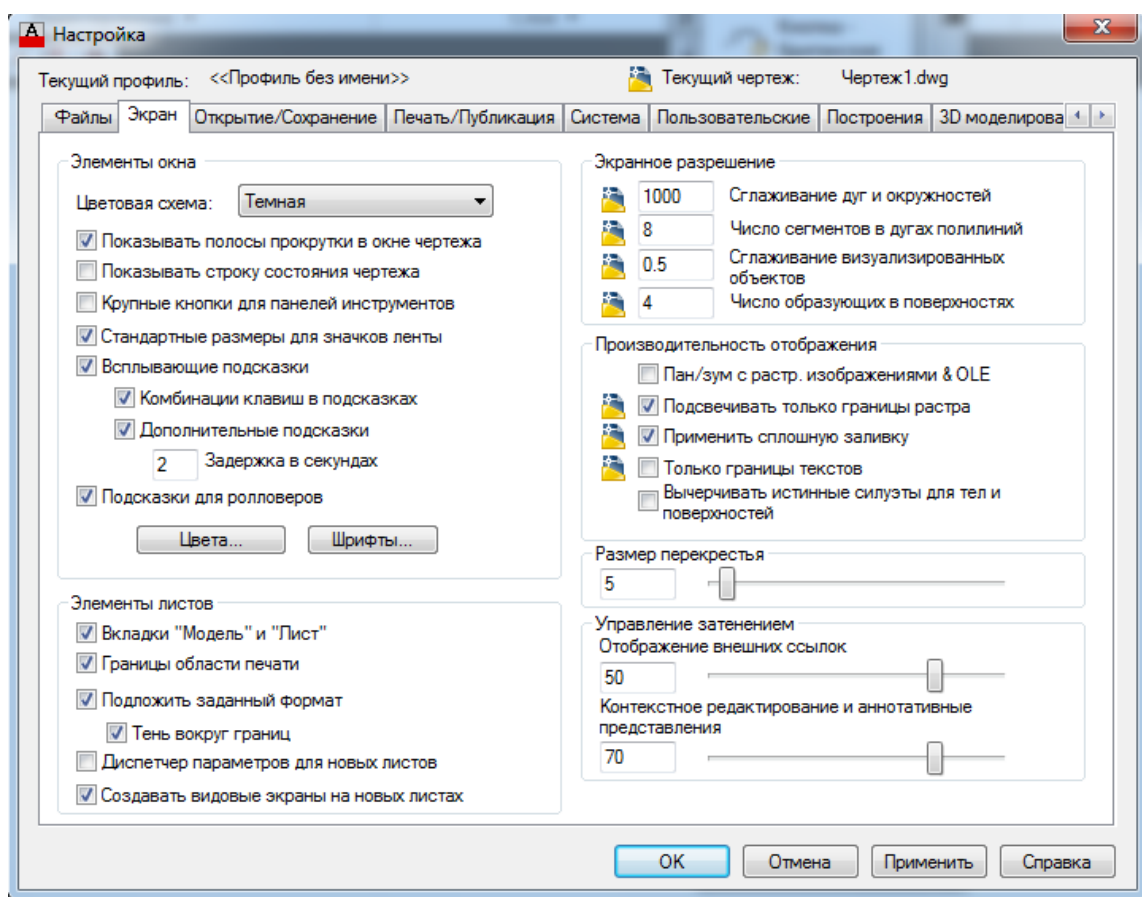 Настройка
Текущий профиль: <<Профиль без имени>> Текущий чертеж: Чертеж1.dwg
Файлы Экран Открытие/Сохранение Печать/Публикация Система Пользовательские Построения 3D моделирова
Элементы окна
Цветовая схема: Темная
Показывать полосы прокрутки в окне чертежа
Показывать строку состояния чертежа
Крупные кнопки для панелей инструментов
Стандартные размеры для значков ленты
Всплывающие подсказки
Комбинации клавиш в подсказках
Дополнительные подсказки
2 Задержка в секундах
Подсказки для ролловеров
Цвета... Шрифты...
Элементы листов
Вкладки "Модель" и "Лист"
Границы области печати
Подложить заданный формат
Тень вокруг границ
Диспетчер параметров для новых листов
Создавать видовые экраны на новых листах
Экранное разрешение
1000 Сглаживание дуг и окружностей
8 Число сегментов в дугах полилиний
0.5 Сглаживание визуализированных
объектов
4 Число образующих в поверхностях
Производительность отображения
Пан/зум с растр. изображениями & OLE
Подсвечивать только границы растра
Применить сплошную заливку
Только границы текстов
Вычерчивать истинные силуэты для тел и
поверхностей
Размер перекрестья
5
Управление затенением
Отображение внешних ссылок
50
Контекстное редактирование и аннотативные
представления
70
OK Отмена Применить Справка